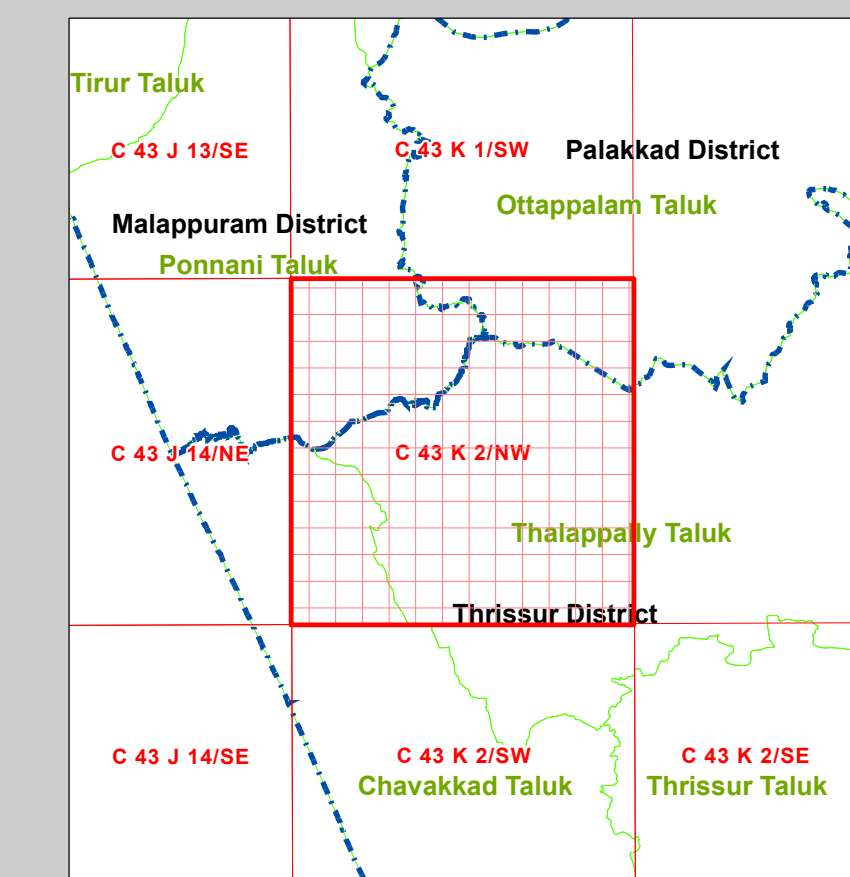 Tirur Taluk
C 43 J 13/SE
C 43 K 1/SW
Palakkad District
Ottappalam Taluk
Malappuram District
Ponnani Taluk
C 43 J 14/NE
C 43 K 2/NW
Thalappally Taluk
Thrissur District
C 43 J 14/SE
C 43 K 2/SW
C 43 K 2/SE
Chavakkad Taluk
Thrissur Taluk